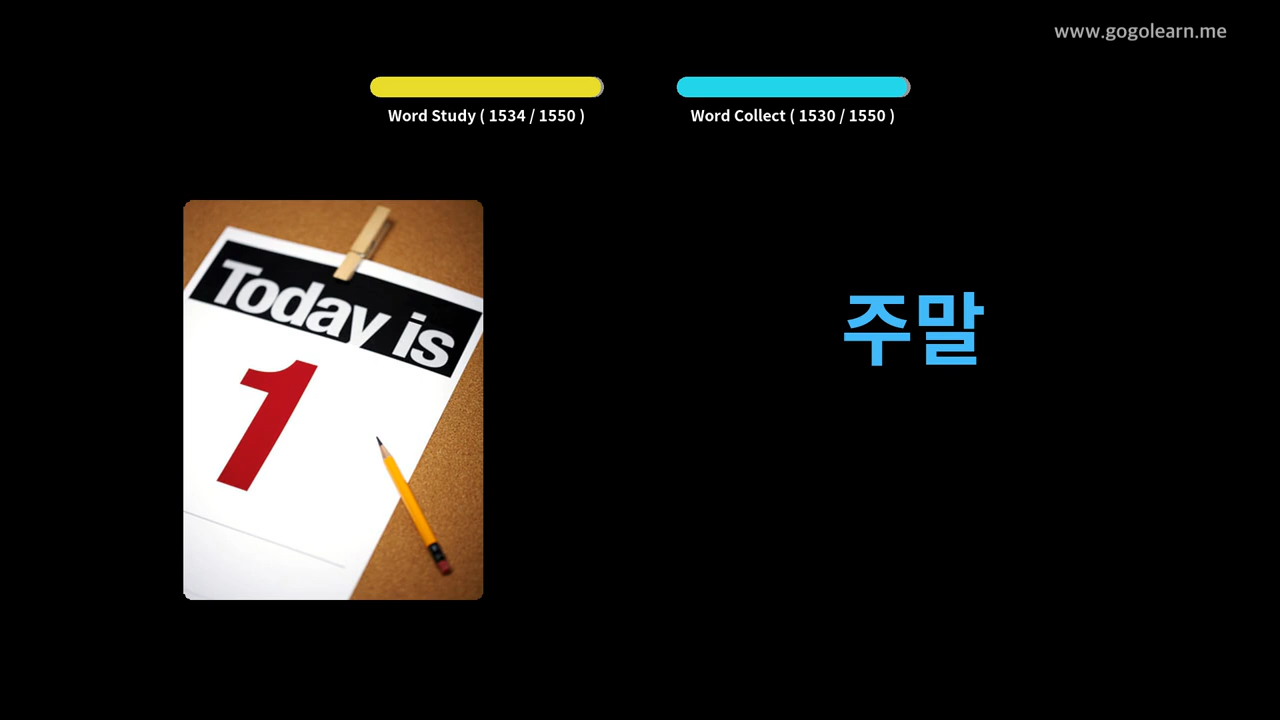 www.gogolearn.me
Word Study ( 1534 / 1550 )
Word Collect ( 1530 / 1550 )
Today is
1
주말